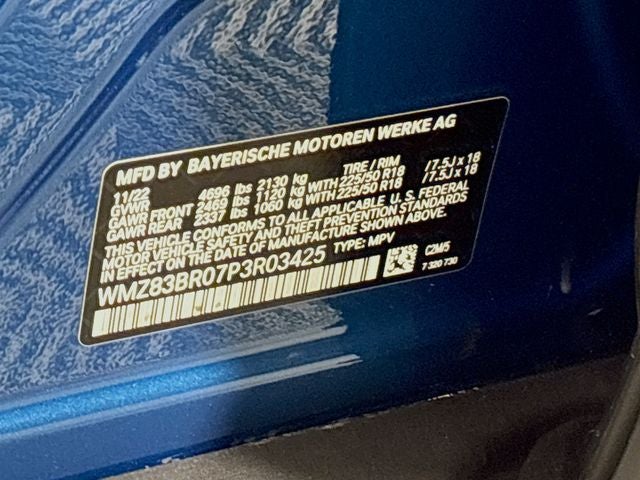 MFD BY BAYERISCHE MOTOREN WERKE AG
11/22 TIRE / RIM
GVWR 4696 lbs 2130 kg
GAWR FRONT 2469 lbs 1120 kg WITH 225/50 R18 / 7.5J x 18
GAWR REAR 2337 lbs 1060 kg WITH 225/50 R18 / 7.5J x 18
THIS VEHICLE CONFORMS TO ALL APPLICABLE U. S. FEDERAL
MOTOR VEHICLE SAFETY AND THEFT PREVENTION STANDARDS
IN EFFECT ON THE DATE OF MANUFACTURE SHOWN ABOVE.
WMZ83BR07P3R03425 TYPE: MPV
CZM/5
7 320 730